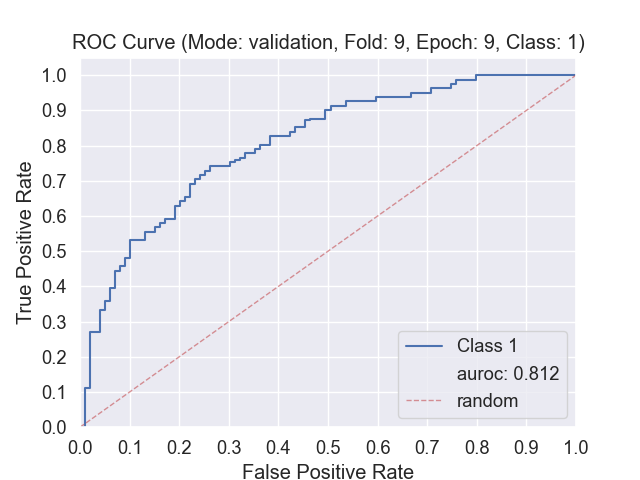 ROC Curve (Mode: validation, Fold: 9, Epoch: 9, Class: 1)
True Positive Rate
1.0
0.9
0.8
0.7
0.6
0.5
0.4
0.3
0.2
0.1
0.0
Class 1
auroc: 0.812
random
0.0 0.1 0.2 0.3 0.4 0.5 0.6 0.7 0.8 0.9 1.0
False Positive Rate